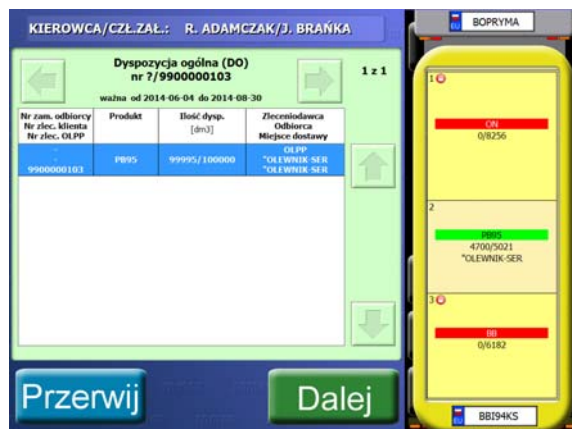 KIEROWCA/CZŁ.ZAŁ.: R. ADAMCZAK/J. BRAŃKA
Dyspozycja ogólna (DO)
nr ?/9900000103
ważna od 2014-06-04 do 2014-08-30
1 z 1
Nr zam. odbiorcy
Nr zlec. klienta
Nr zlec. OLPP
Produkt
Ilość dysp.
[dm3]
Zleceniodawca
Odbiorca
Miejsce dostawy
-
-
9900000103
PB95
99995/100000
OLPP
"OLEWNIK-SER
"OLEWNIK-SER
Przerwij
Dalej
BOPRYMA
1
ON
0/8256
2
PB95
4700/5021
"OLEWNIK-SER
3
BB
0/6182
BBI94KS